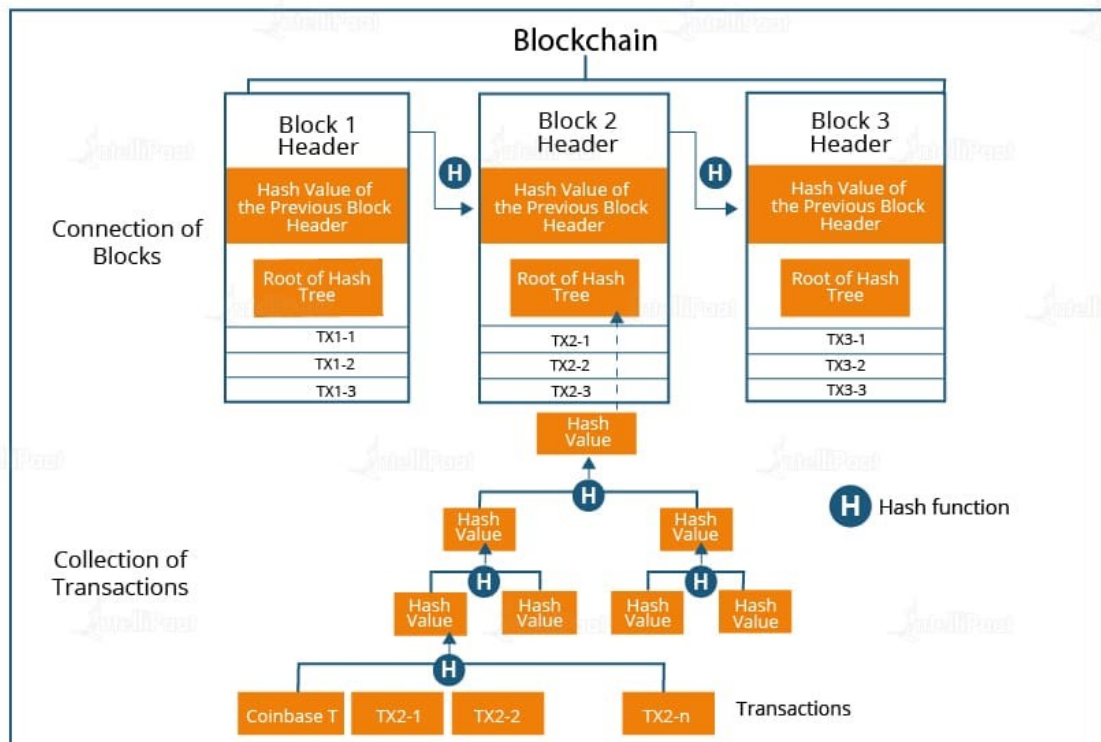 Blockchain
Block 1
Header
Hash Value of
the Previous Block
Header
Root of Hash
Tree
TX1-1
TX1-2
TX1-3
H
Block 2
Header
Hash Value of
the Previous Block
Header
Root of Hash
Tree
TX2-1
TX2-2
TX2-3
H
Block 3
Header
Hash Value of
the Previous Block
Header
Root of Hash
Tree
TX3-1
TX3-2
TX3-3
Connection of
Blocks
Hash
Value
H
Hash
Value
Hash
Value
H
Hash function
Collection of
Transactions
H
H
Hash
Value
Hash
Value
Hash
Value
Hash
Value
H
Coinbase T
TX2-1
TX2-2
TX2-n
Transactions